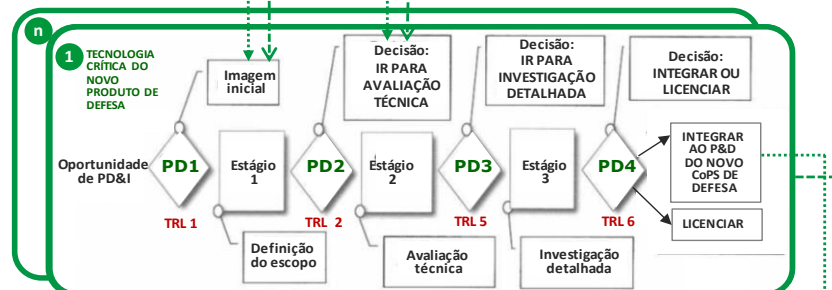 n
1
TECNOLOGIA
CRÍTICA DO
NOVO
PRODUTO DE
DEFESA
Imagem
inicial
Decisão:
IR PARA
AVALIAÇÃO
TÉCNICA
Decisão:
IR PARA
INVESTIGAÇÃO
DETALHADA
Decisão:
INTEGRAR OU
LICENCIAR
Oportunidade
de PD&I
PD1
Estágio
1
PD2
Estágio
2
PD3
Estágio
3
PD4
INTEGRAR
AO P&D
DO NOVO
CoPS DE
DEFESA
LICENCIAR
TRL 1
TRL 2
TRL 5
TRL 6
Definição
do escopo
Avaliação
técnica
Investigação
detalhada